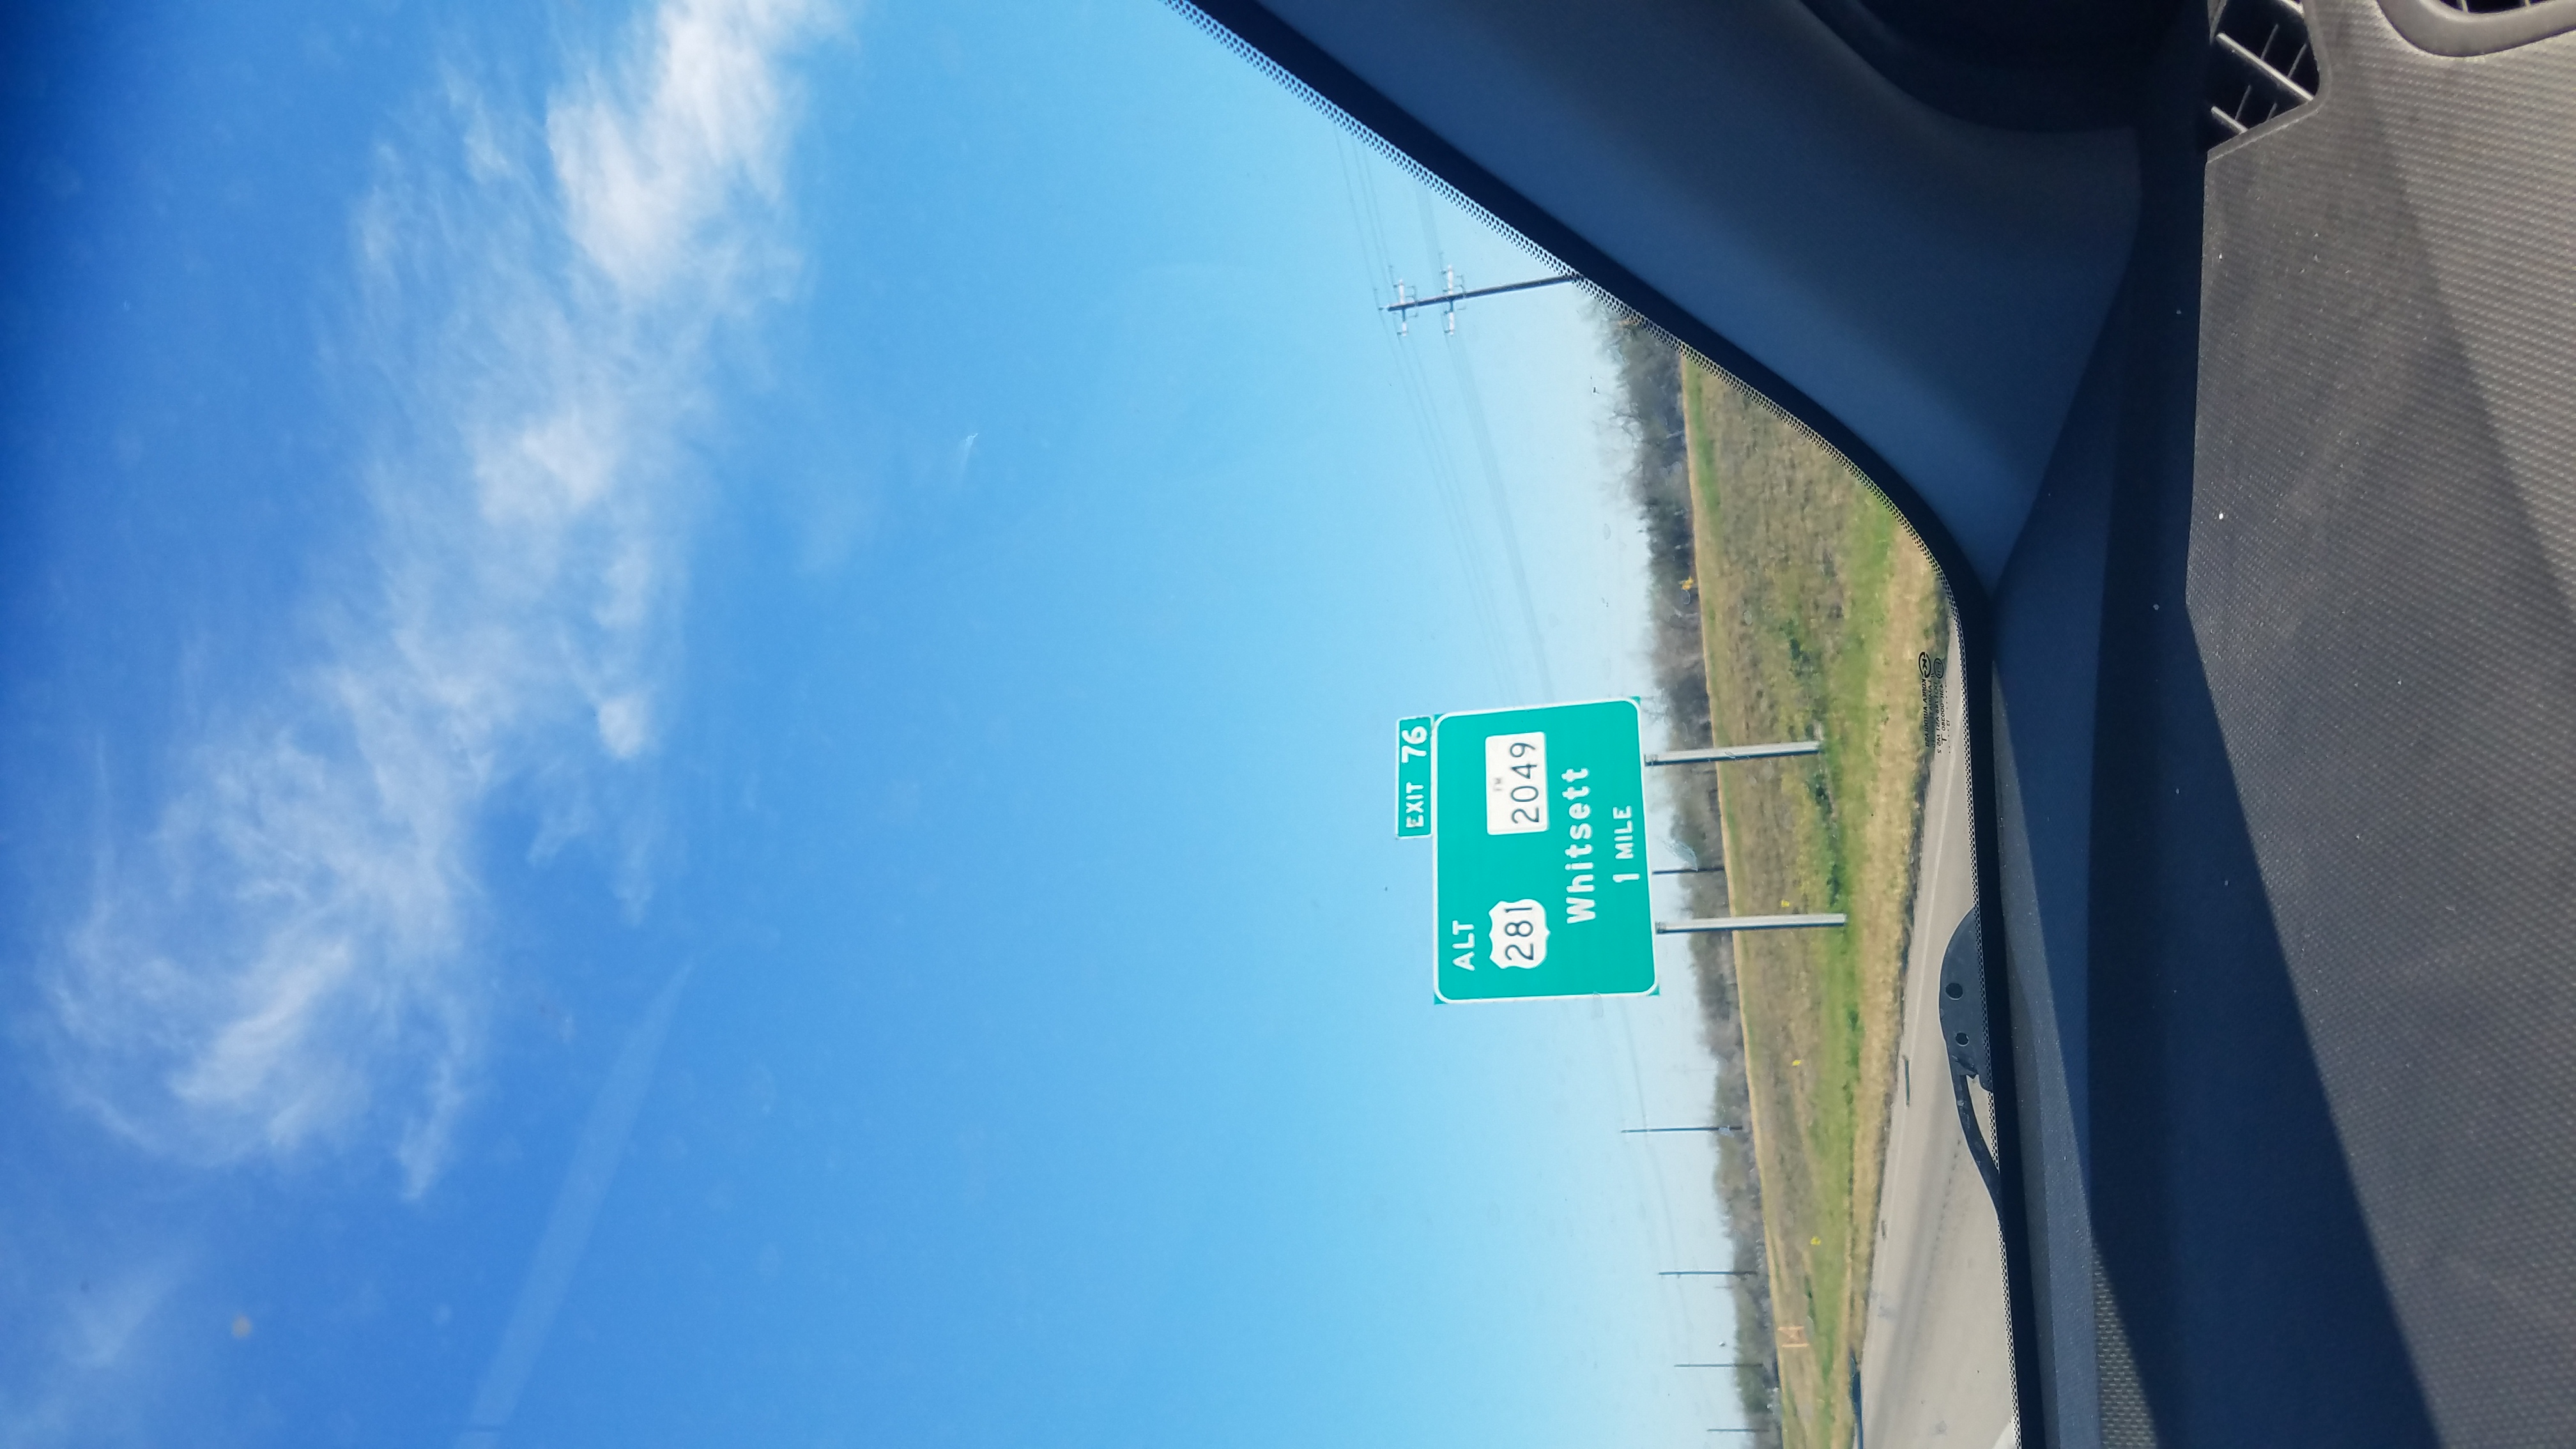 EXIT 76
ALT
281
FM
2049
Whitsett
1 MILE